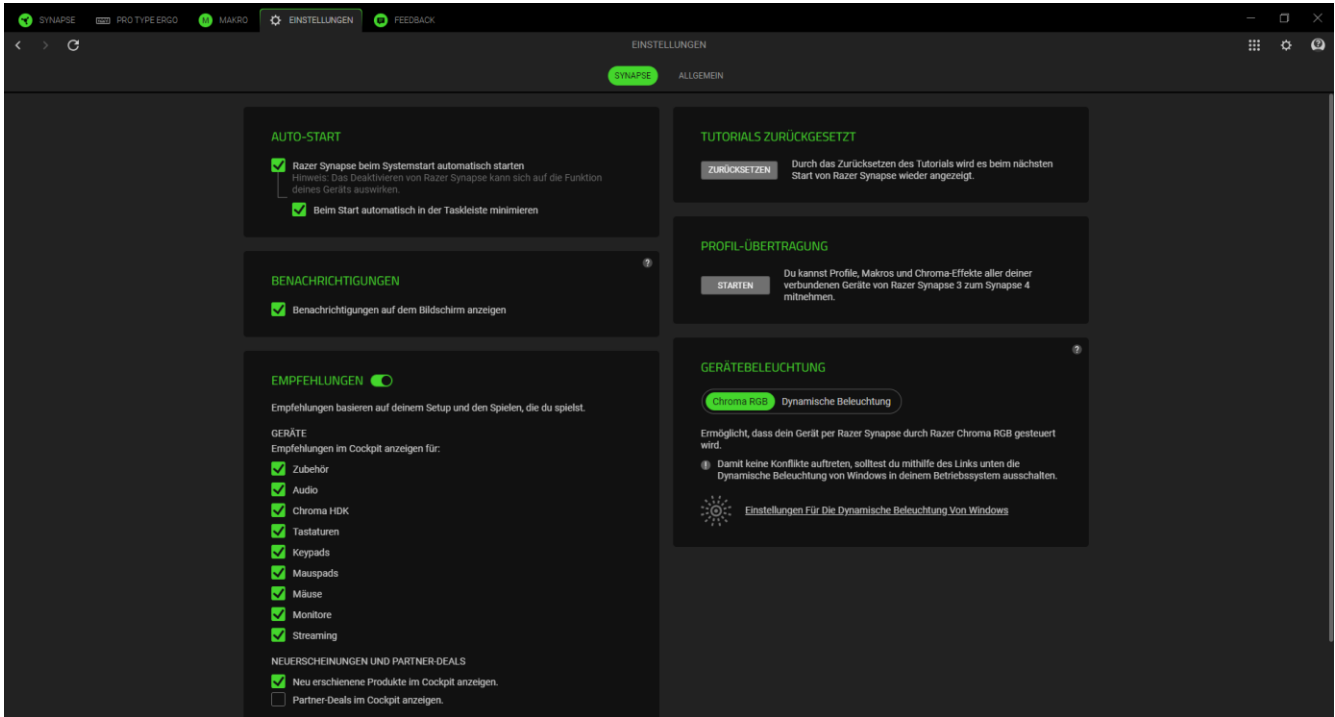 SYNAPSE
PRO TYPE ERGO
M MAKRO
EINSTELLUNGEN
FEEDBACK
EINSTELLUNGEN
SYNAPSE
ALLGEMEIN
AUTO-START
Razer Synapse beim Systemstart automatisch starten
Hinweis: Das Deaktivieren von Razer Synapse kann sich auf die Funktion
deines Geräts auswirken.
Beim Start automatisch in der Taskleiste minimieren
BENACHRICHTIGUNGEN
?
Benachrichtigungen auf dem Bildschirm anzeigen
EMPFEHLUNGEN
Empfehlungen basieren auf deinem Setup und den Spielen, die du spielst.
GERÄTE
Empfehlungen im Cockpit anzeigen für:
Zubehör
Audio
Chroma HDK
Tastaturen
Keypads
Mauspads
Mäuse
Monitore
Streaming
NEUERSCHEINUNGEN UND PARTNER-DEALS
Neu erschienene Produkte im Cockpit anzeigen.
Partner-Deals im Cockpit anzeigen.
TUTORIALS ZURÜCKGESETZT
ZURÜCKSETZEN
Durch das Zurücksetzen des Tutorials wird es beim nächsten
Start von Razer Synapse wieder angezeigt.
PROFIL-ÜBERTRAGUNG
STARTEN
Du kannst Profile, Makros und Chroma-Effekte aller deiner
verbundenen Geräte von Razer Synapse 3 zum Synapse 4
mitnehmen.
?
GERÄTEBELEUCHTUNG
Chroma RGB
Dynamische Beleuchtung
Ermöglicht, dass dein Gerät per Razer Synapse durch Razer Chroma RGB gesteuert
wird.
! Damit keine Konflikte auftreten, solltest du mithilfe des Links unten die
Dynamische Beleuchtung von Windows in deinem Betriebssystem ausschalten.
Einstellungen Für Die Dynamische Beleuchtung Von Windows